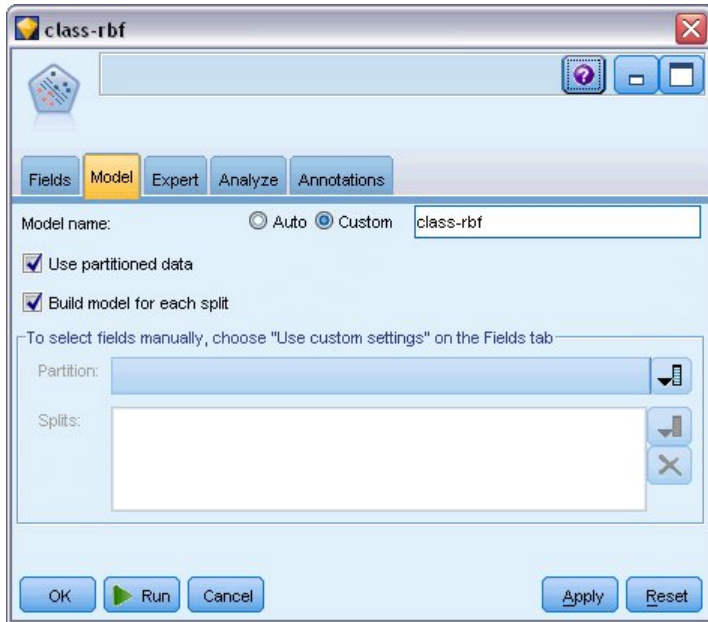 class-rbf
?
Fields Model Expert Analyze Annotations
Model name: Auto Custom class-rbf
Use partitioned data
Build model for each split
To select fields manually, choose "Use custom settings" on the Fields tab
Partition:
Splits:
OK Run Cancel Apply Reset